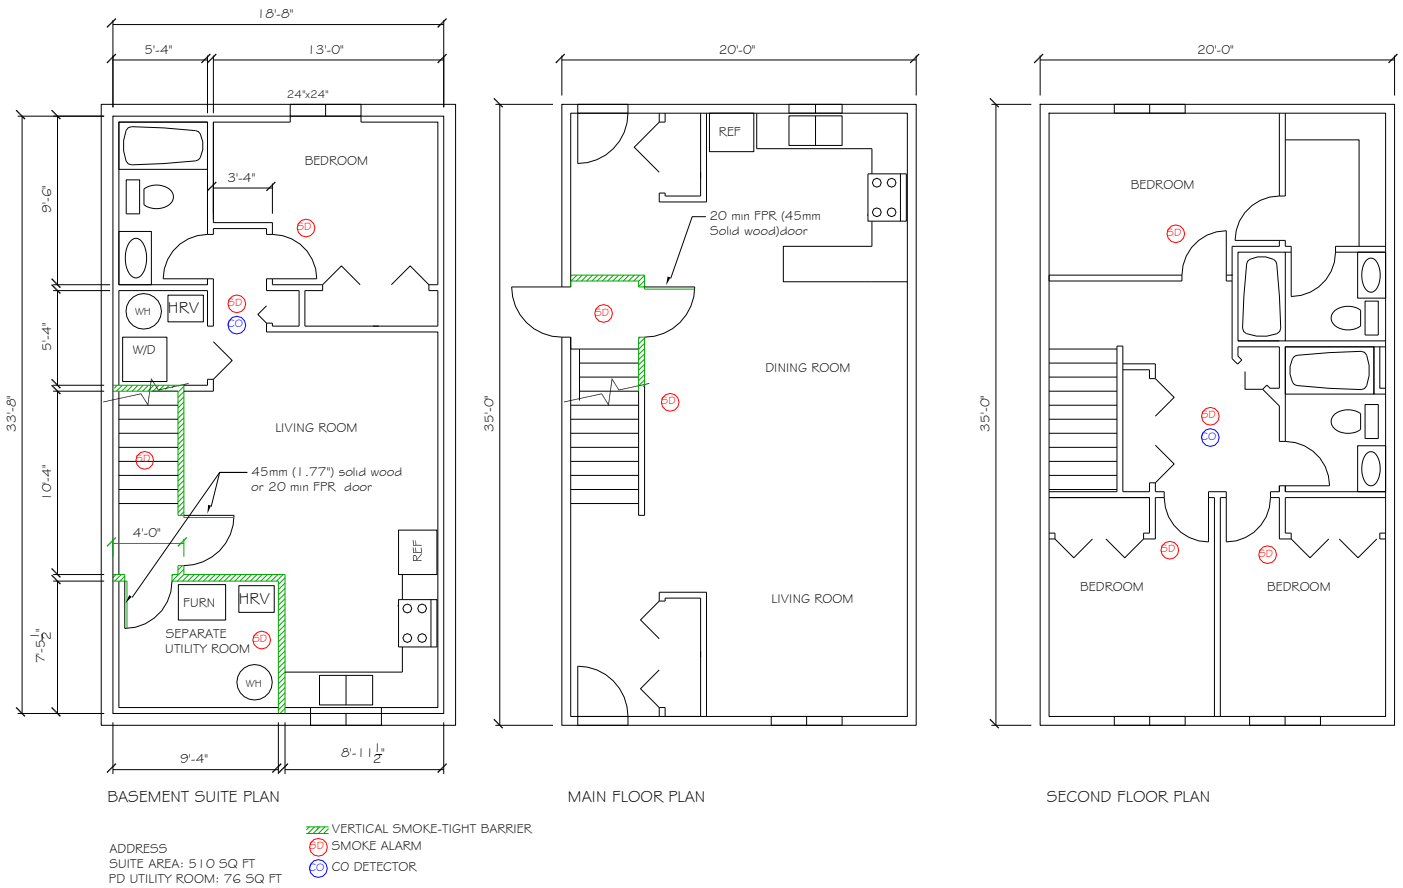 18'-8"
5'-4"
13'-0"
24"x24"
BEDROOM
3'-4"
SD
9'-6"
WH
HRV
SD
CO
5'-4"
W/D
33'-8"
LIVING ROOM
SD
45mm (1.77") solid wood
or 20 min FPR door
10'-4"
4'-0"
REF
FURN
HRV
SEPARATE
UTILITY ROOM
SD
7'-5 1/2"
WH
9'-4"
8'-11 1/2"
BASEMENT SUITE PLAN
20'-0"
REF
20 min FPR (45mm
Solid wood)door
SD
DINING ROOM
SD
35'-0"
LIVING ROOM
MAIN FLOOR PLAN
20'-0"
BEDROOM
SD
35'-0"
SD
CO
SD
SD
BEDROOM
BEDROOM
SECOND FLOOR PLAN
VERTICAL SMOKE-TIGHT BARRIER
SD SMOKE ALARM
CO CO DETECTOR
ADDRESS
SUITE AREA: 510 SQ FT
PD UTILITY ROOM: 76 SQ FT